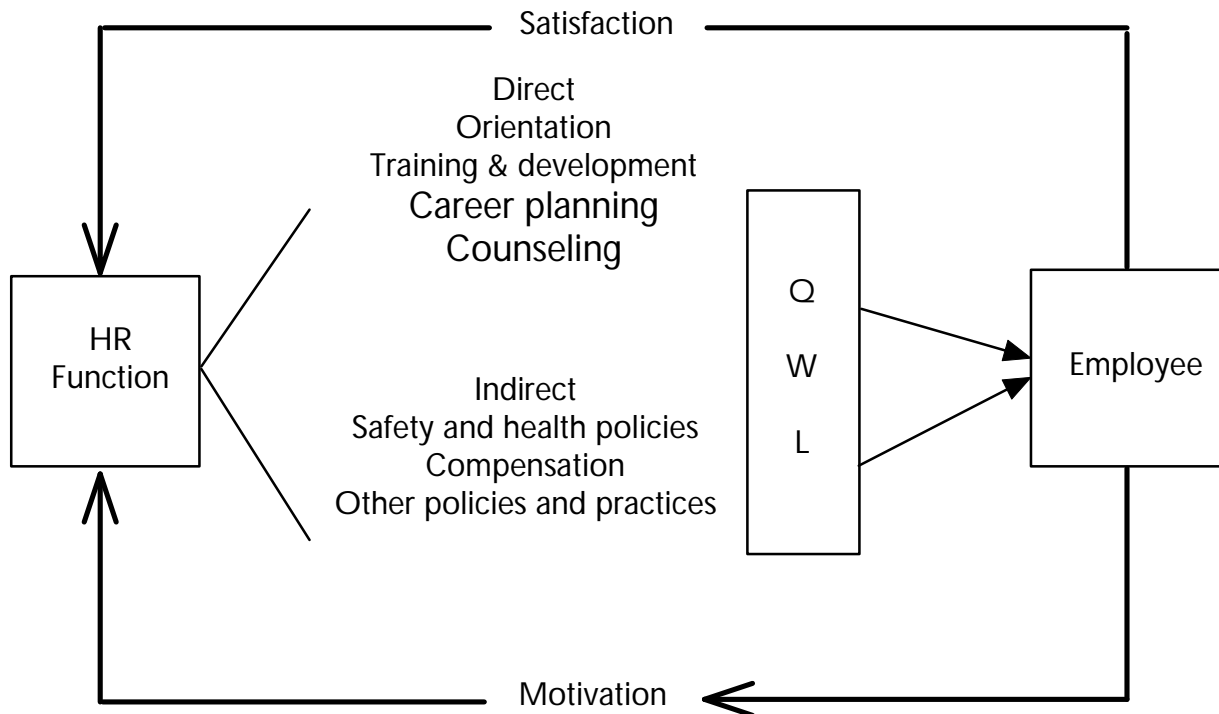 Satisfaction
Direct
Orientation
Training & development
Career planning
Counseling
HR
Function
Indirect
Safety and health policies
Compensation
Other policies and practices
Q
W
L
Employee
Motivation